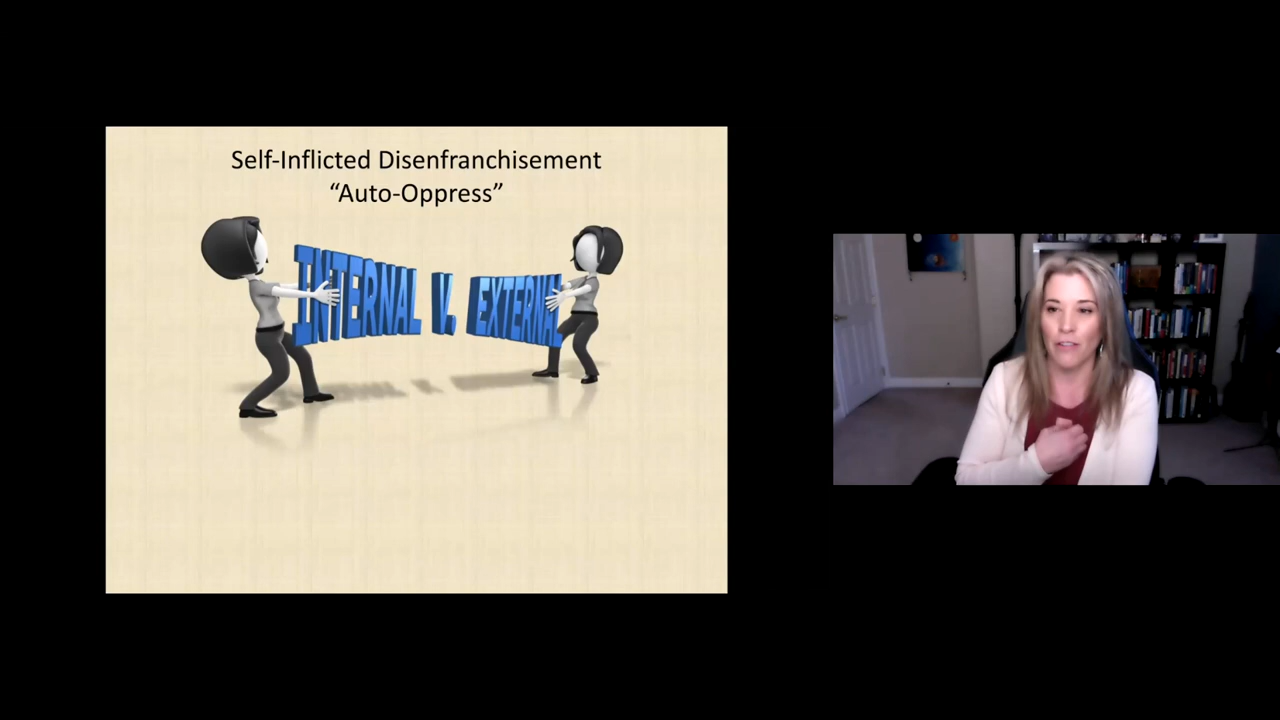 Self-Inflicted Disenfranchisement
“Auto-Oppress”
INTERNAL V. EXTERNAL